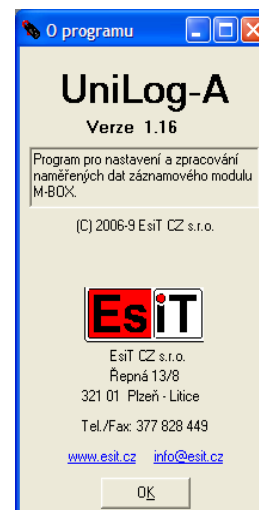 O programu
UniLog-A
Verze 1.16
Program pro nastavení a zpracování
naměřených dat záznamového modulu
M-BOX.
(C) 2006-9 EsiT CZ s.r.o.
EsiT
EsiT CZ s.r.o.
Řepná 13/8
321 01 Plzeň - Litice
Tel./Fax: 377 828 449
www.esit.cz info@esit.cz
OK